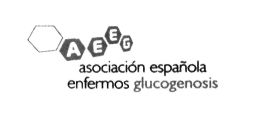 AEEG
asociación española
enfermos glucogenosis